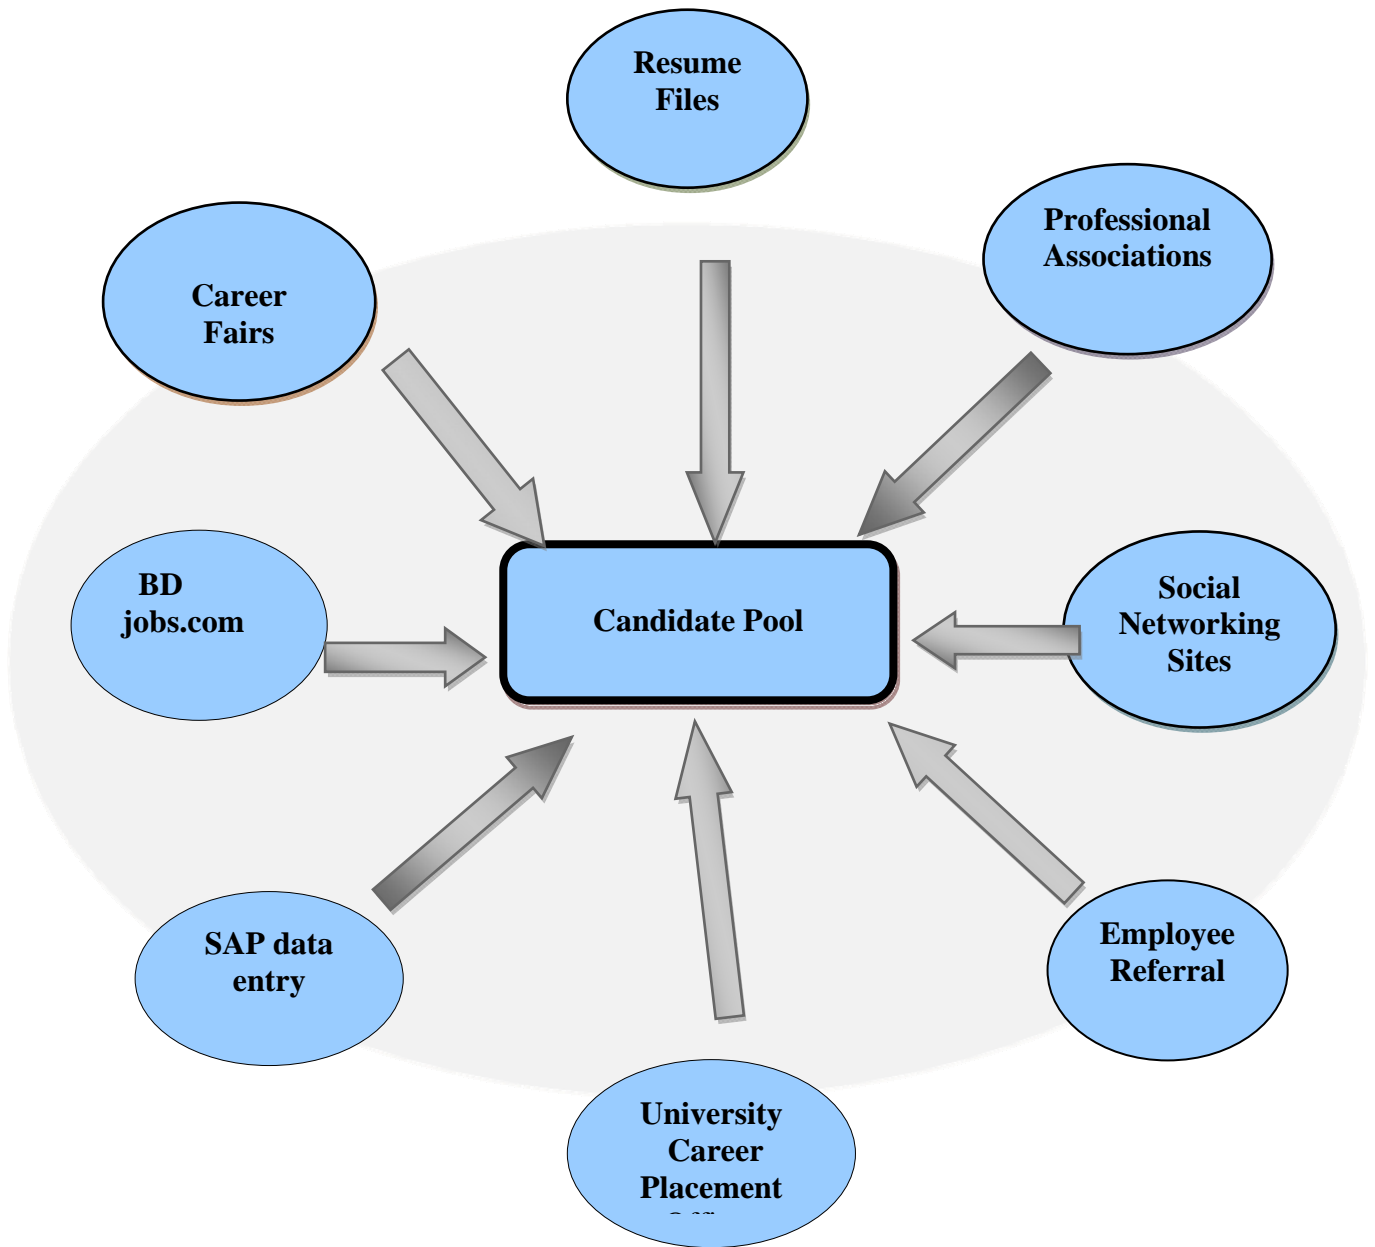 Resume
Files
Professional
Associations
Career
Fairs
BD
jobs.com
Candidate Pool
Social
Networking
Sites
SAP data
entry
Employee
Referral
University
Career
Placement